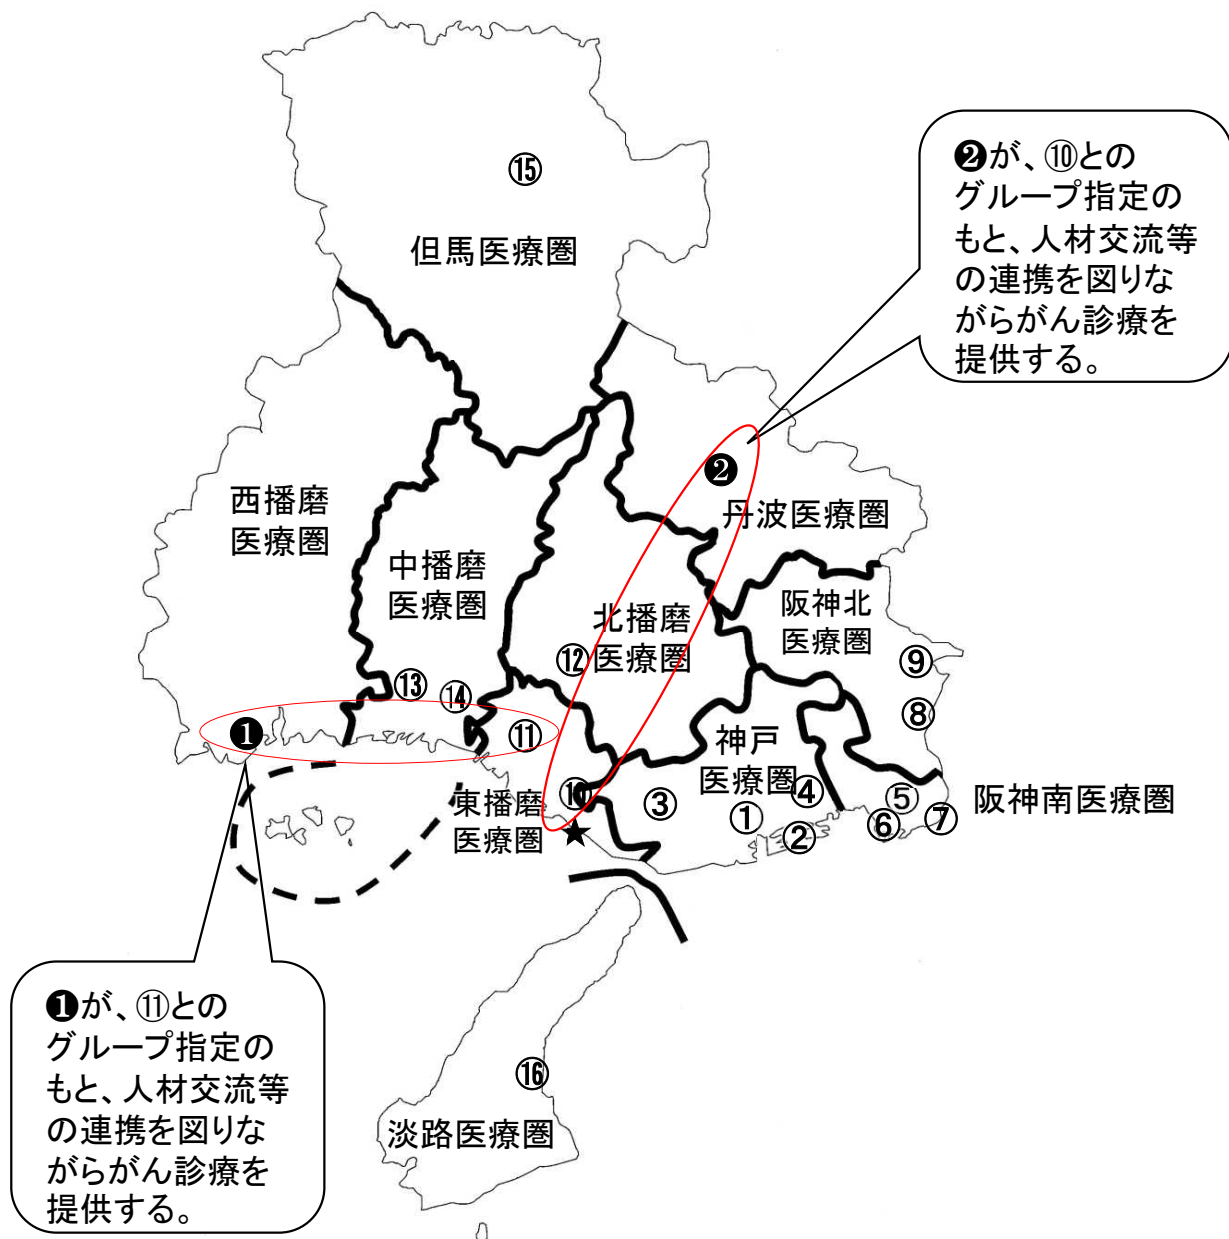 ⑮
但馬医療圏
❷が、⑩との
グループ指定の
もと、人材交流等
の連携を図りな
がらがん診療を
提供する。
❷
丹波医療圏
西播磨
医療圏
中播磨
医療圏
北播磨
医療圏
阪神北
医療圏
⑫
⑨
⑬
⑭
⑧
❶
⑪
神戸
医療圏
⑩
③
④
①
②
⑤
⑥
⑦
阪神南医療圏
東播磨
医療圏
★
❶が、⑪との
グループ指定の
もと、人材交流等
の連携を図りな
がらがん診療を
提供する。
⑯
淡路医療圏